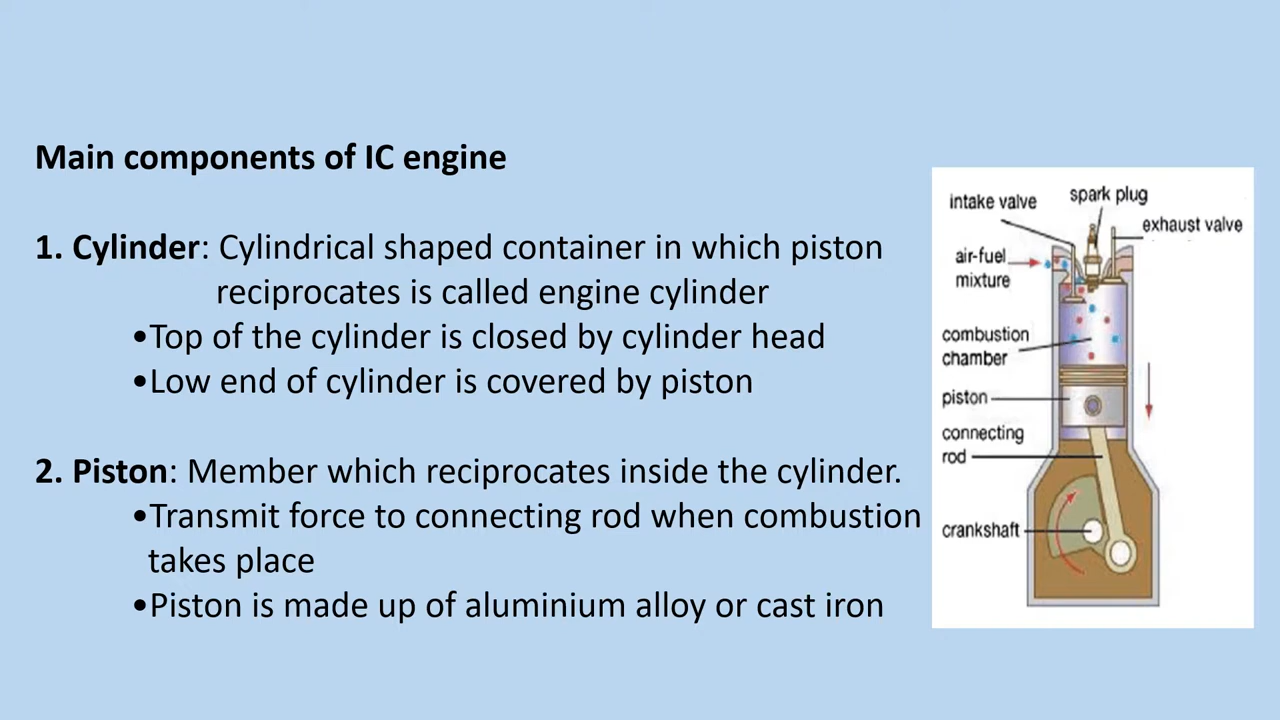 Main components of IC engine
1. Cylinder: Cylindrical shaped container in which piston
reciprocates is called engine cylinder
•Top of the cylinder is closed by cylinder head
•Low end of cylinder is covered by piston
2. Piston: Member which reciprocates inside the cylinder.
•Transmit force to connecting rod when combustion
takes place
•Piston is made up of aluminium alloy or cast iron
intake valve
spark plug
exhaust valve
air-fuel
mixture
combustion
chamber
piston
connecting
rod
crankshaft